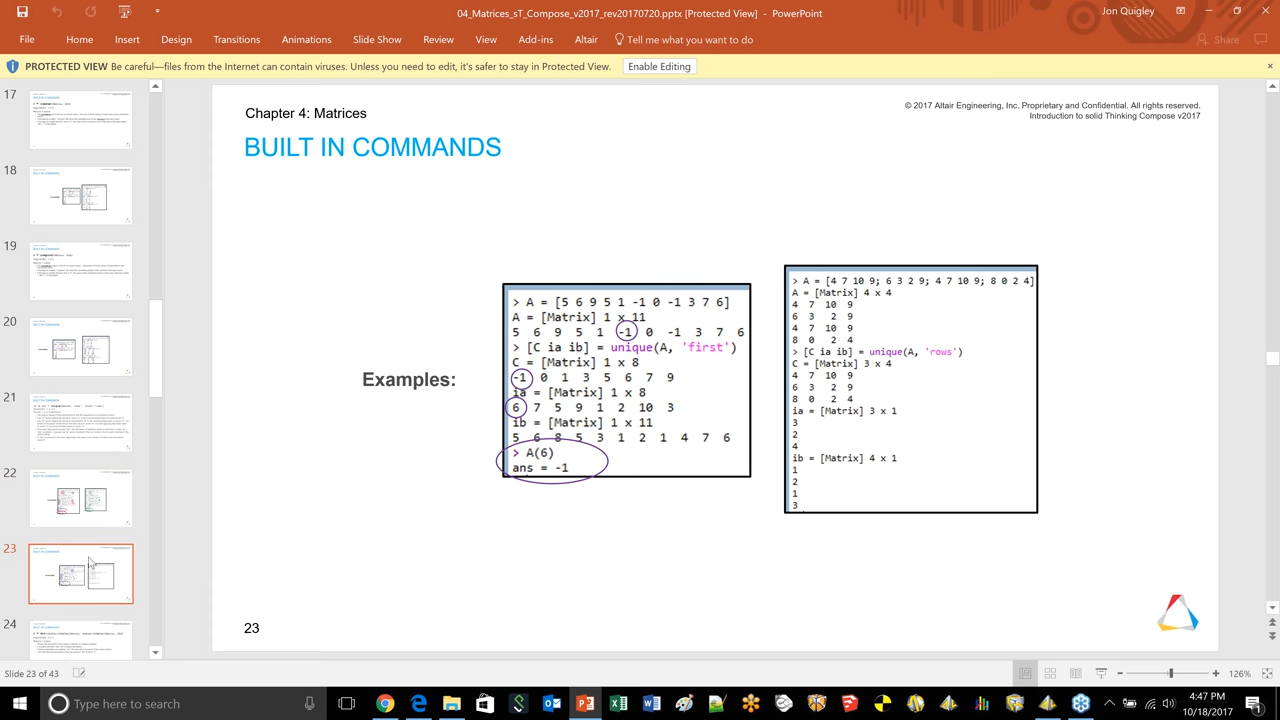 04_Matrices_sT_Compose_v2017_rev20170720.pptx [Protected View] - PowerPoint
Jon Quigley
File Home Insert Design Transitions Animations Slide Show Review View Add-ins Altair Tell me what you want to do
Share
PROTECTED VIEW Be careful—files from the Internet can contain viruses. Unless you need to edit, it's safer to stay in Protected View. Enable Editing
17
18
19
20
21
22
23
24
BUILT IN COMMANDS
Chapter 4: Matrices
2017 Altair Engineering, Inc. Proprietary and Confidential. All rights reserved.
Introduction to solid Thinking Compose v2017
BUILT IN COMMANDS
Examples:
> A = [5 6 9 5 1 -1 0 -1 3 7 6]
A = [Matrix] 1 x 11
5 6 9 5 1 -1 0 -1 3 7 6
> [C ia ib] = unique(A, 'first')
C = [Matrix] 1 x 8
-1 0 1 3 5 6 7 9
ia = [Matrix] 1 x 8
6 7 5 9 1 2 10 3
ib = [Matrix] 1 x 11
5 6 8 5 3 1 2 1 4 7 6
> A(6)
ans = -1
> A = [4 7 10 9; 6 3 2 9; 4 7 10 9; 8 0 2 4]
A = [Matrix] 4 x 4
4 7 10 9
6 3 2 9
4 7 10 9
8 0 2 4
> [C ia ib] = unique(A, 'rows')
C = [Matrix] 3 x 4
4 7 10 9
6 3 2 9
8 0 2 4
ia = [Matrix] 3 x 1
3
2
4
ib = [Matrix] 4 x 1
1
2
1
3
23
Slide 23 of 43
126%
Type here to search
4:47 PM
10/18/2017